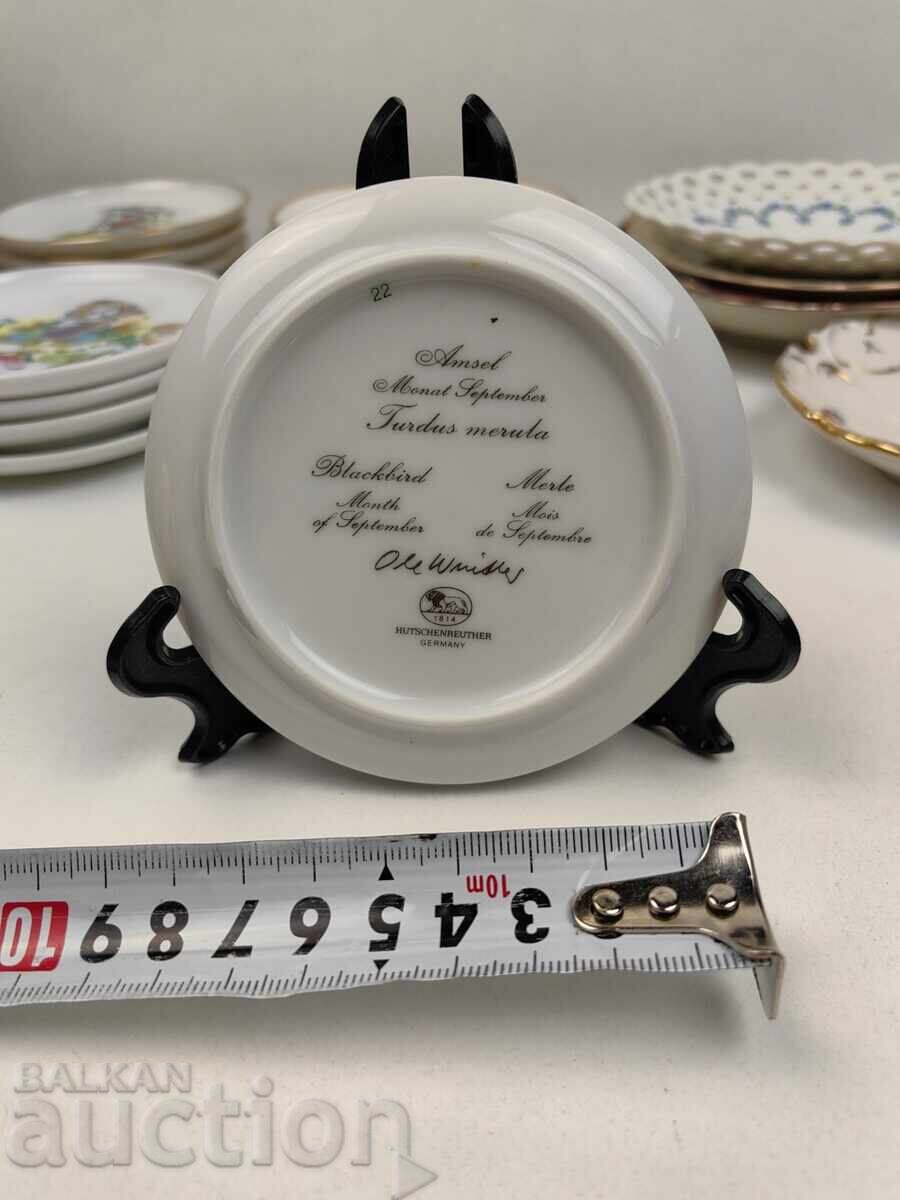 22
Amsel
Monat September
Turdus merula
Blackbird
Month
of September
Merle
Mois
de Septembre
Ole Winther
1814
HUTSCHENREUTHER
GERMANY
10 9 8 7 6 5 4 3
10m
BALKAN
auction